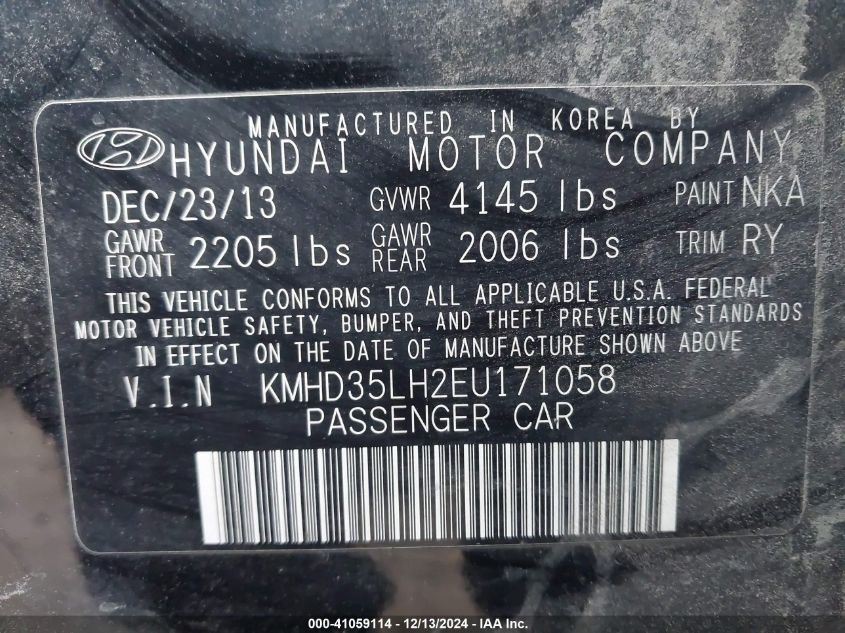 MANUFACTURED IN KOREA BY
HYUNDAI MOTOR COMPANY
DEC/23/13 GVWR 4145 lbs PAINT NKA
GAWR FRONT 2205 lbs GAWR REAR 2006 lbs TRIM RY
THIS VEHICLE CONFORMS TO ALL APPLICABLE U.S.A. FEDERAL
MOTOR VEHICLE SAFETY, BUMPER, AND THEFT PREVENTION STANDARDS
IN EFFECT ON THE DATE OF MANUFACTURE SHOWN ABOVE
V.I.N KMHD35LH2EU171058
PASSENGER CAR
000-41059114 - 12/13/2024 - IAA Inc.